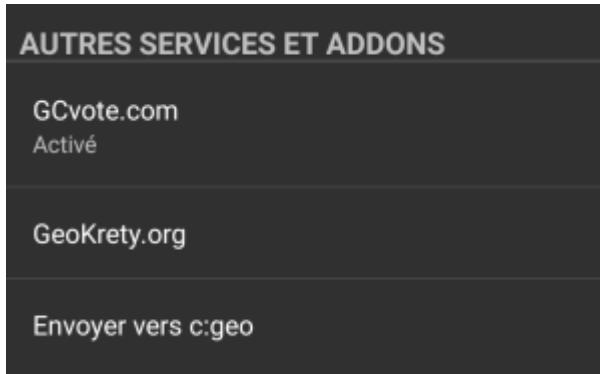 AUTRES SERVICES ET ADDONS
GCvote.com
Activé
GeoKrety.org
Envoyer vers c:geo